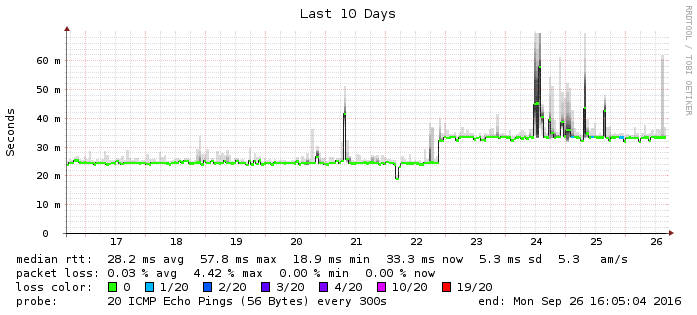 Last 10 Days
RRDTOOL / TOBI OETIKER
Seconds
60 m
50 m
40 m
30 m
20 m
10 m
0
17 18 19 20 21 22 23 24 25 26
median rtt: 28.2 ms avg 57.8 ms max 18.9 ms min 33.3 ms now 5.3 ms sd 5.3 am/s
packet loss: 0.03 % avg 4.42 % max 0.00 % min 0.00 % now
loss color: 0 1/20 2/20 3/20 4/20 10/20 19/20
probe: 20 ICMP Echo Pings (56 Bytes) every 300s end: Mon Sep 26 16:05:04 2016